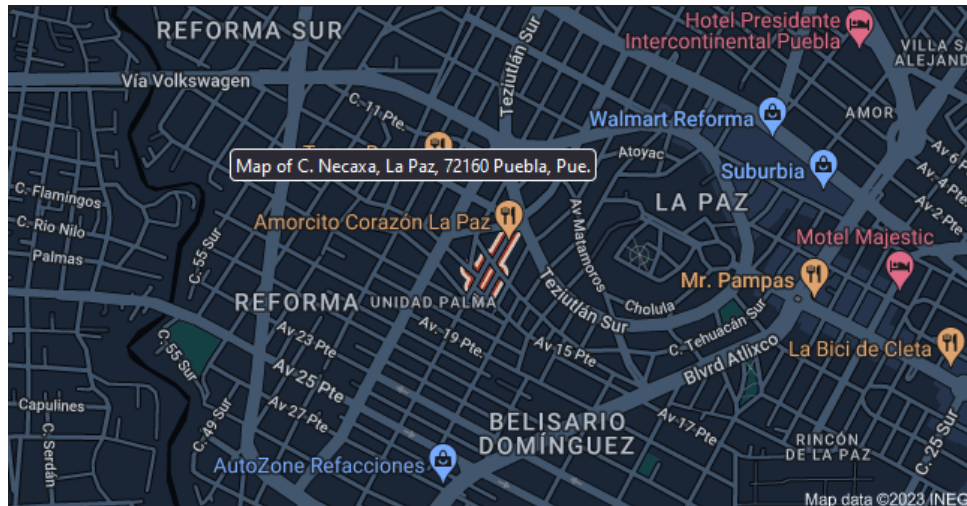 REFORMA SUR
Hotel Presidente
Intercontinental Puebla
VILLA S
ALEJAND
Vía Volkswagen
Teziutlán Sur
C. 11 Pte.
Walmart Reforma
AMOR
Map of C. Necaxa, La Paz, 72160 Puebla, Pue.
Atoyac
Av 6 P
Suburbia
Av. 4 Pte
C. Flamingos
LA PAZ
Av 2 Pte.
C. Rio Nilo
Amorcito Corazón La Paz
Av Matamoros
Motel Majestic
Palmas
C. 55 Sur
Mr. Pampas
REFORMA
UNIDAD PALMA
Teziutlán Sur
Cholula
C. Tehuacán Sur
Av 23 Pte
Av. 19 Pte.
Av 15 Pte
La Bici de Cleta
C. 55 Sur
Av 25 Pte
Blvrd Atlixco
Capulines
Av 27 Pte
BELISARIO
DOMÍNGUEZ
Av 17 Pte
C. 49 Sur
RINCÓN
DE LA PAZ
C. Serdán
C. 25 Sur
AutoZone Refacciones
Map data ©2023 INEG